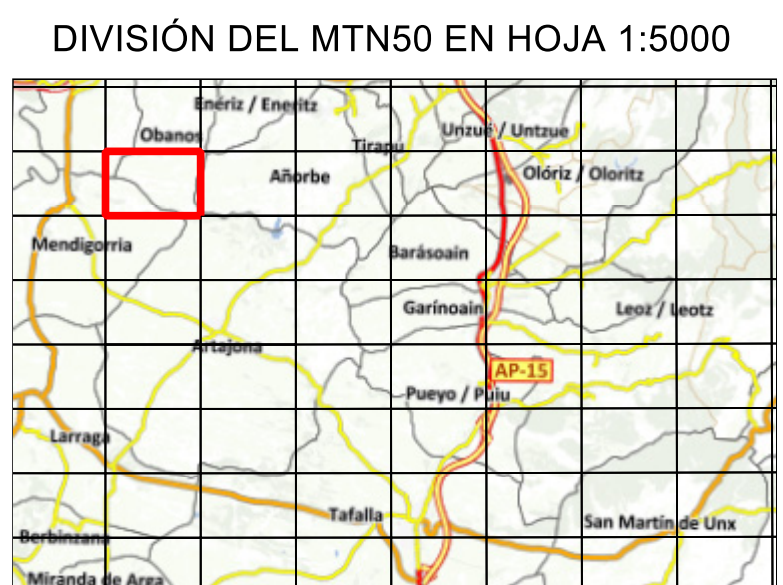 DIVISIÓN DEL MTN50 EN HOJA 1:5000
Enériz / Eneritz
Obanos
Unzué / Untzue
Tirapu
Añorbe
Olóriz / Oloritz
Mendigorria
Barásoain
Garínoain
Leoz / Leotz
Artajona
AP-15
Pueyo / Puiu
Larraga
Tafalla
San Martín de Unx
Berbinzana
Miranda de Arga